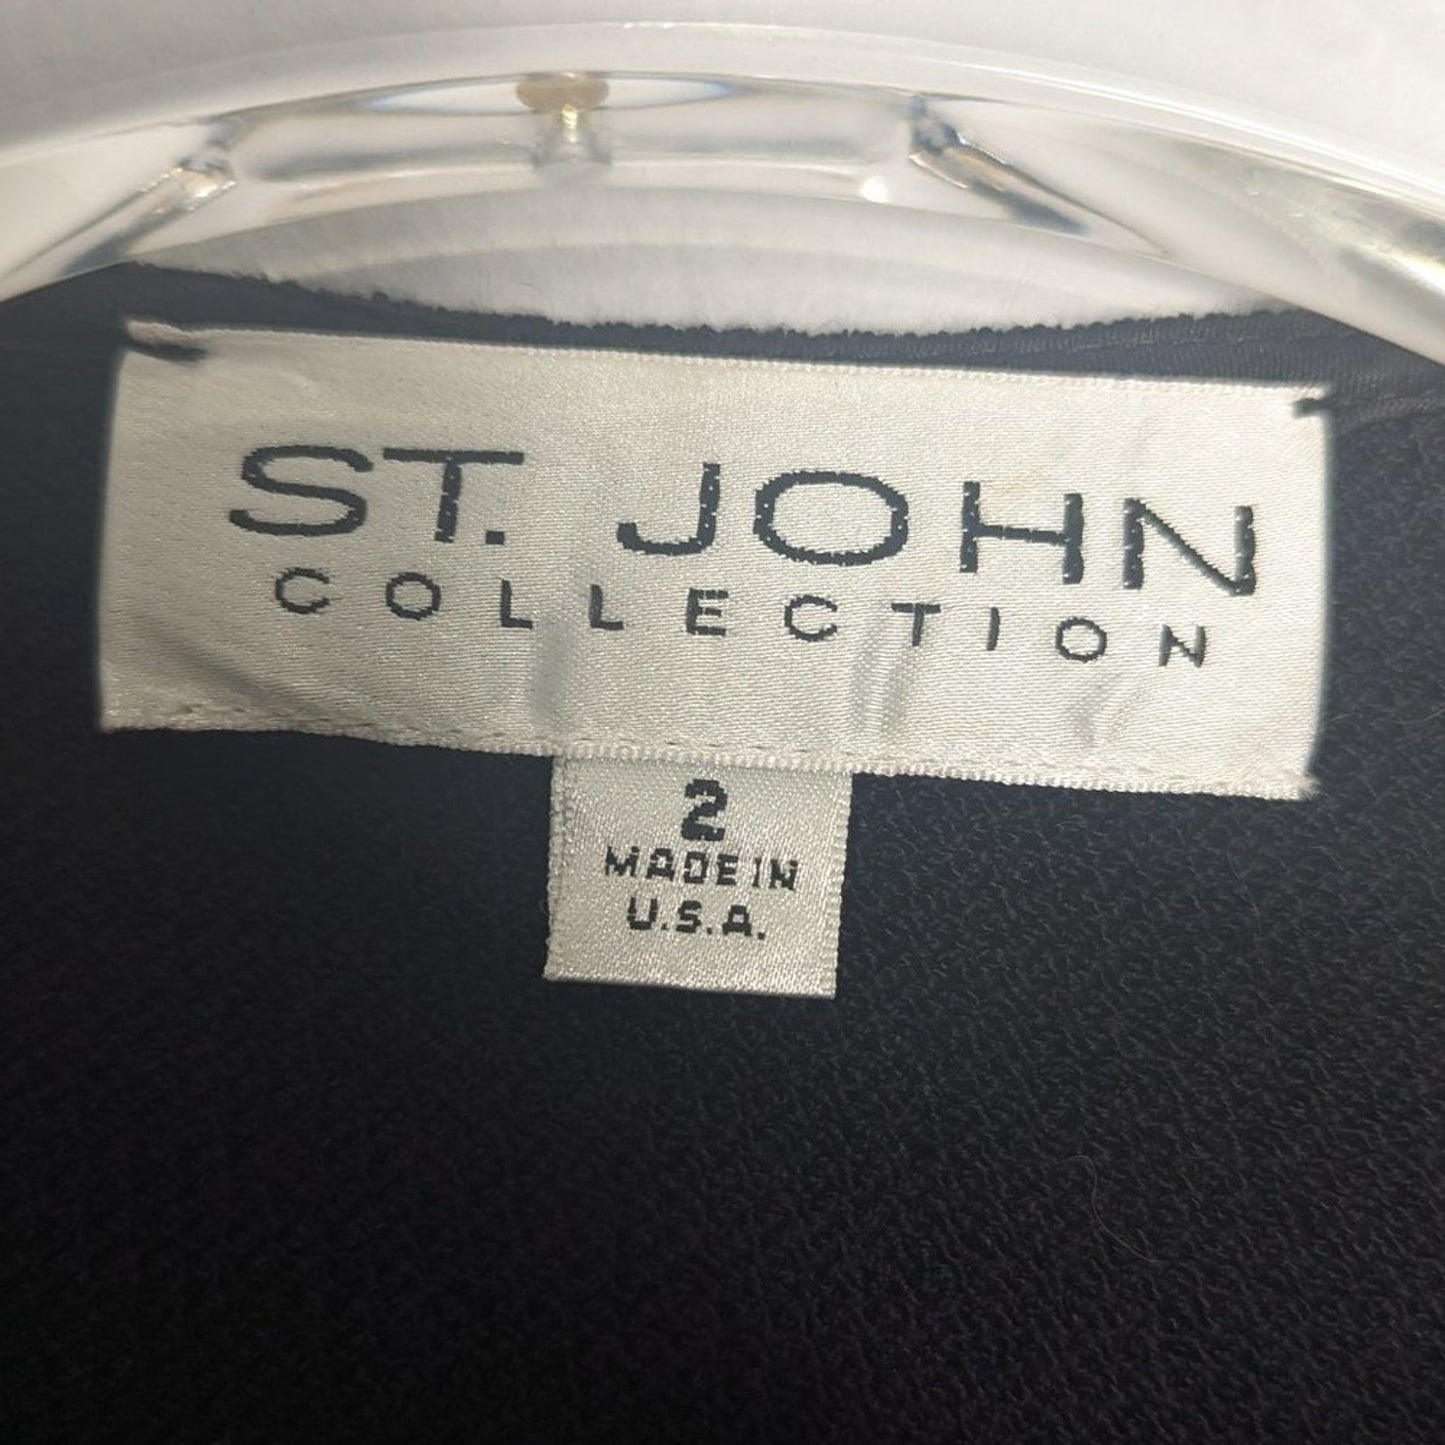 ST. JOHN
COLLECTION
2
MADE IN
U.S.A.